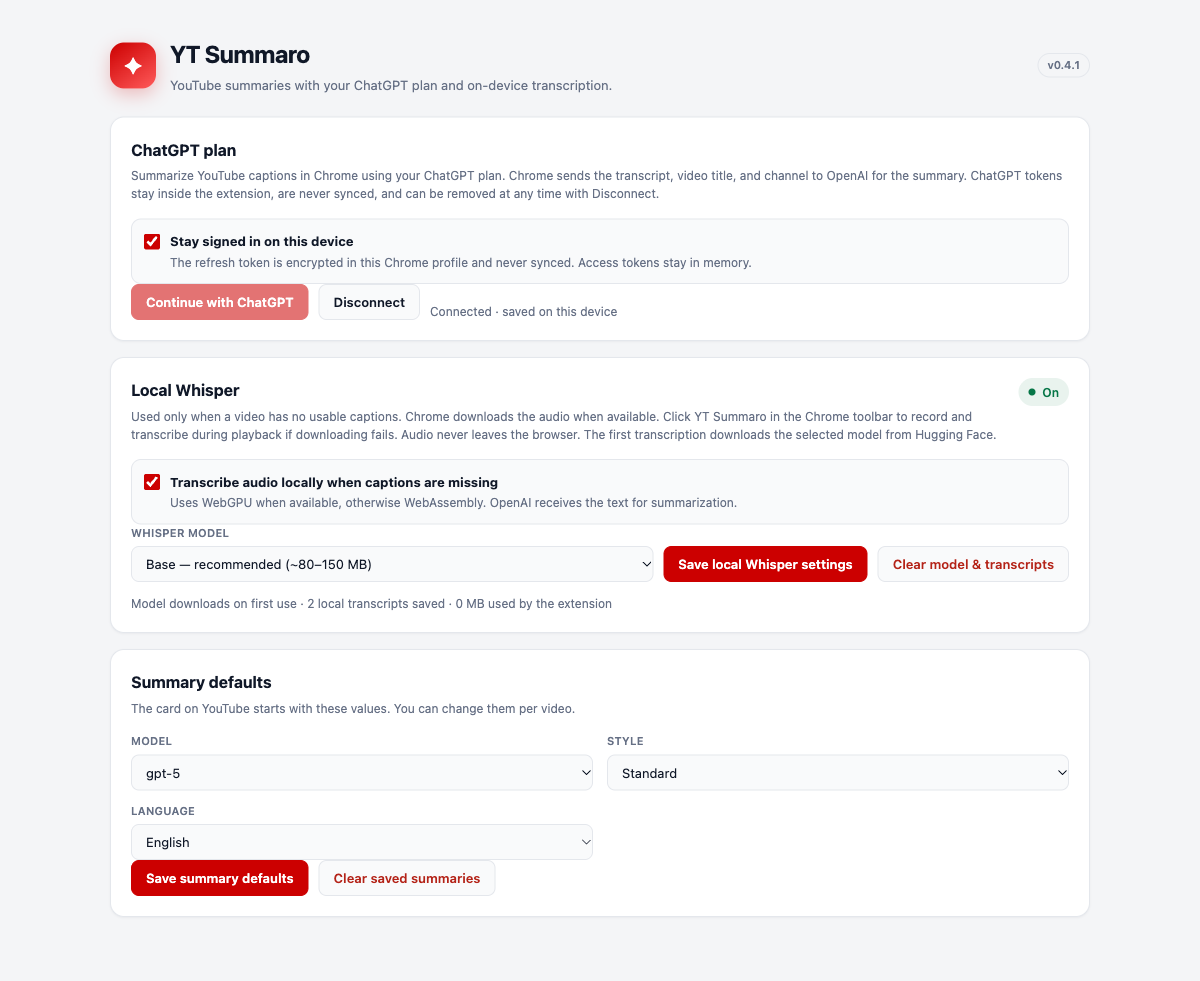 YT Summaro
YouTube summaries with your ChatGPT plan and on-device transcription.
v0.4.1
ChatGPT plan
Summarize YouTube captions in Chrome using your ChatGPT plan. Chrome sends the transcript, video title, and channel to OpenAI for the summary. ChatGPT tokens
stay inside the extension, are never synced, and can be removed at any time with Disconnect.
Stay signed in on this device
The refresh token is encrypted in this Chrome profile and never synced. Access tokens stay in memory.
Continue with ChatGPT
Disconnect
Connected · saved on this device
Local Whisper
On
Used only when a video has no usable captions. Chrome downloads the audio when available. Click YT Summaro in the Chrome toolbar to record and
transcribe during playback if downloading fails. Audio never leaves the browser. The first transcription downloads the selected model from Hugging Face.
Transcribe audio locally when captions are missing
Uses WebGPU when available, otherwise WebAssembly. OpenAI receives the text for summarization.
WHISPER MODEL
Base — recommended (~80–150 MB)
Save local Whisper settings
Clear model & transcripts
Model downloads on first use · 2 local transcripts saved · 0 MB used by the extension
Summary defaults
The card on YouTube starts with these values. You can change them per video.
MODEL
gpt-5
STYLE
Standard
LANGUAGE
English
Save summary defaults
Clear saved summaries